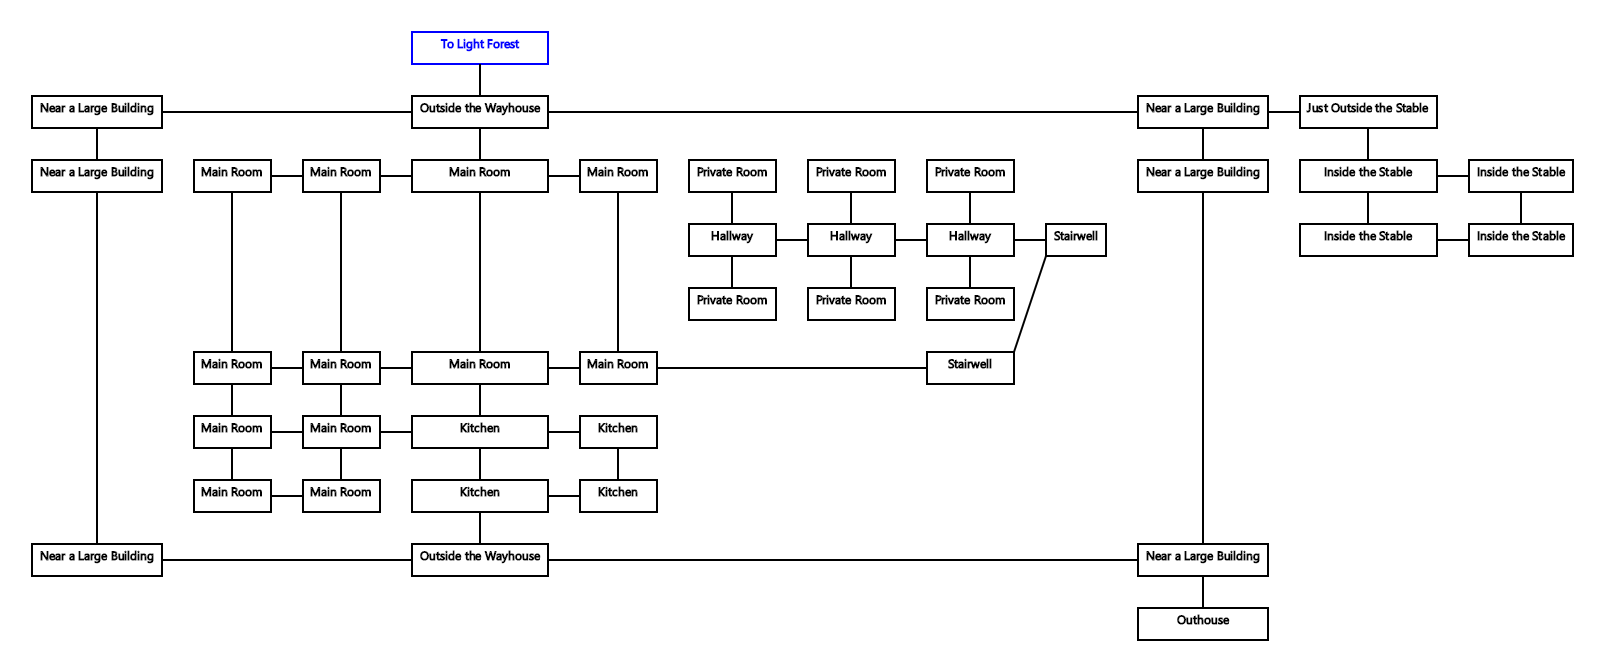 To Light Forest
Near a Large Building
Outside the Wayhouse
Near a Large Building
Just Outside the Stable
Near a Large Building
Main Room
Main Room
Main Room
Main Room
Private Room
Private Room
Private Room
Near a Large Building
Inside the Stable
Inside the Stable
Hallway
Hallway
Hallway
Stairwell
Inside the Stable
Inside the Stable
Private Room
Private Room
Private Room
Main Room
Main Room
Main Room
Main Room
Stairwell
Main Room
Main Room
Kitchen
Kitchen
Main Room
Main Room
Kitchen
Kitchen
Near a Large Building
Outside the Wayhouse
Near a Large Building
Outhouse